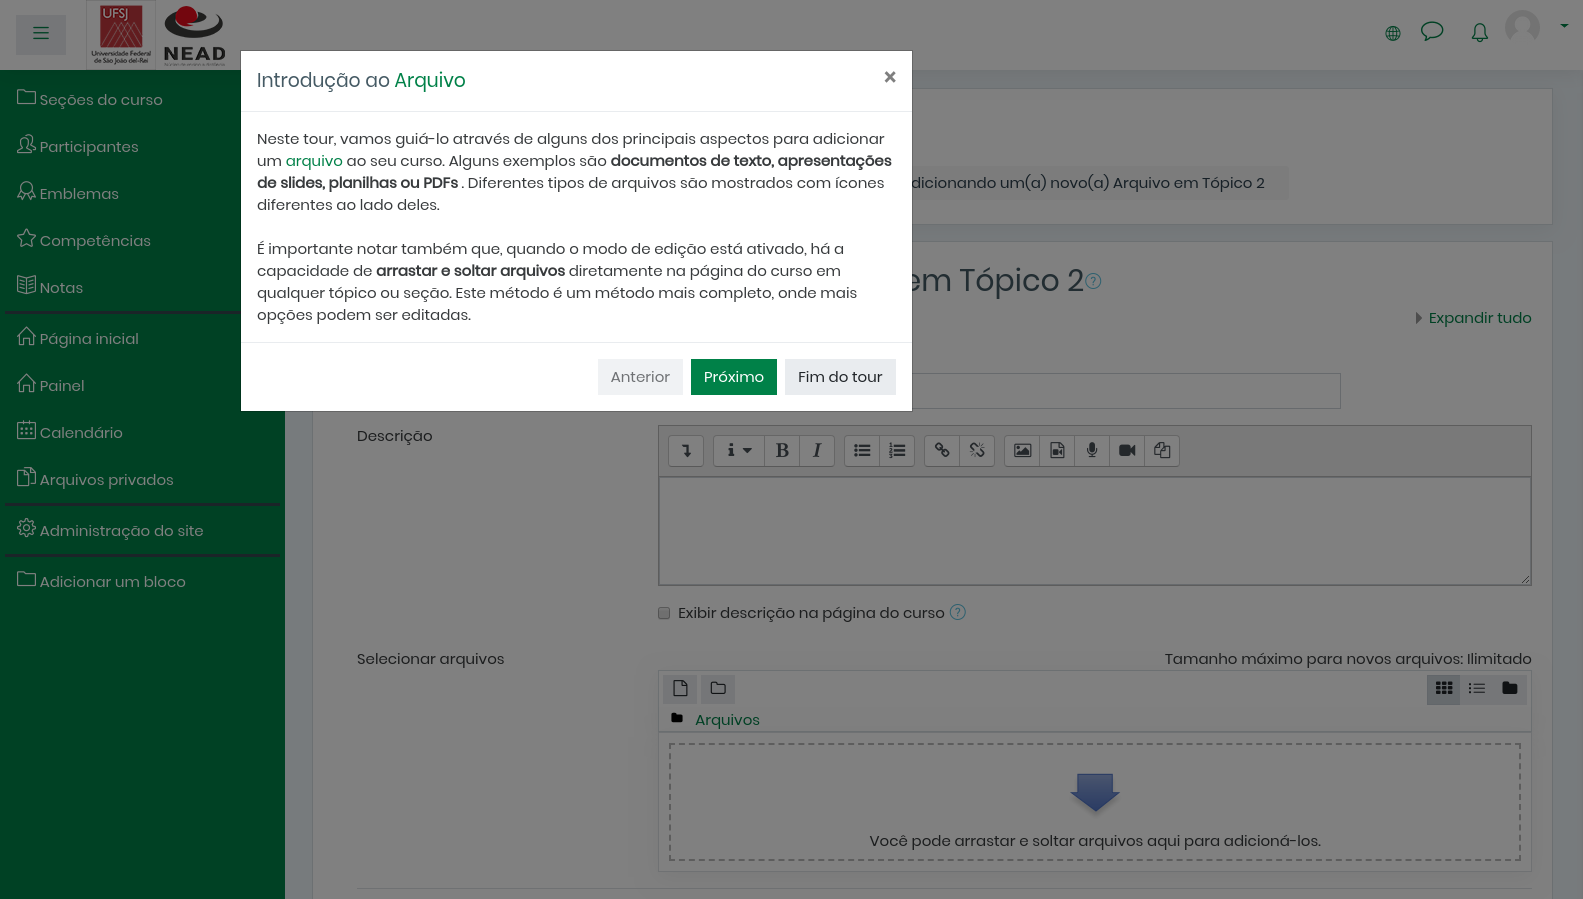 UFSJ
Universidade Federal
de São João del-Rei
NEAD
Seções do curso
Participantes
Emblemas
Competências
Notas
Página inicial
Painel
Calendário
Arquivos privados
Administração do site
Adicionar um bloco
Introdução ao Arquivo
×
Neste tour, vamos guiá-lo através de alguns dos principais aspectos para adicionar
um arquivo ao seu curso. Alguns exemplos são documentos de texto, apresentações
de slides, planilhas ou PDFs . Diferentes tipos de arquivos são mostrados com ícones
diferentes ao lado deles.
É importante notar também que, quando o modo de edição está ativado, há a
capacidade de arrastar e soltar arquivos diretamente na página do curso em
qualquer tópico ou seção. Este método é um método mais completo, onde mais
opções podem ser editadas.
Anterior
Próximo
Fim do tour
dicionando um(a) novo(a) Arquivo em Tópico 2
em Tópico 2
Expandir tudo
Descrição
Exibir descrição na página do curso
Selecionar arquivos
Tamanho máximo para novos arquivos: Ilimitado
Arquivos
Você pode arrastar e soltar arquivos aqui para adicioná-los.